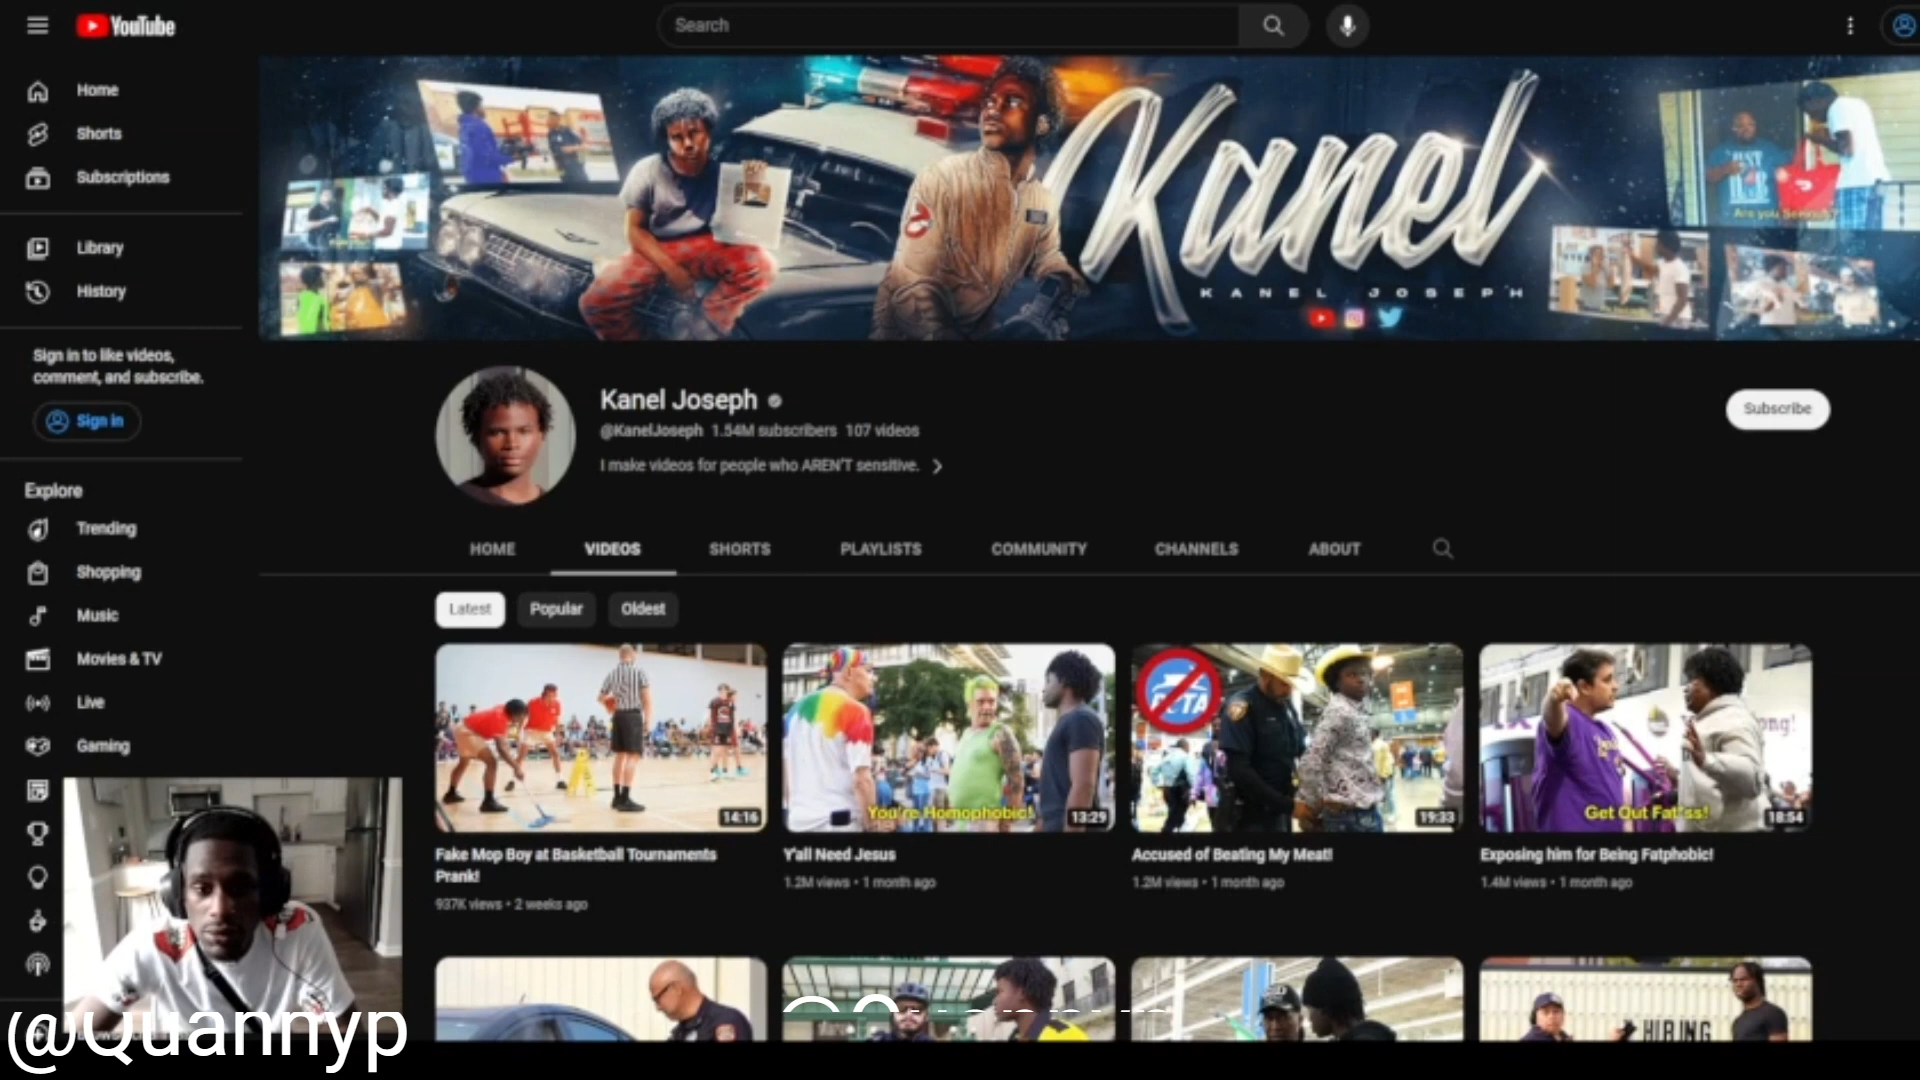 YouTube
Search
Home
Shorts
Subscriptions
Library
History
Sign in to like videos,
comment, and subscribe.
Sign in
Explore
Trending
Shopping
Music
Movies & TV
Live
Gaming
Kanel
KANEL JOSEPH
Are you Serious?
Kanel Joseph
@KanelJoseph 1.54M subscribers 107 videos
I make videos for people who AREN'T sensitive.
Subscribe
HOME VIDEOS SHORTS PLAYLISTS COMMUNITY CHANNELS ABOUT
Latest Popular Oldest
You're Homophobic!
Get Out Fat*ss!
14:16
13:29
19:33
18:54
Fake Mop Boy at Basketball Tournaments
Prank!
937K views • 2 weeks ago
Y'all Need Jesus
1.2M views • 1 month ago
PETA
Accused of Beating My Meat!
1.2M views • 1 month ago
Exposing him for Being Fatphobic!
1.4M views • 1 month ago
HIRING
@Quannyp